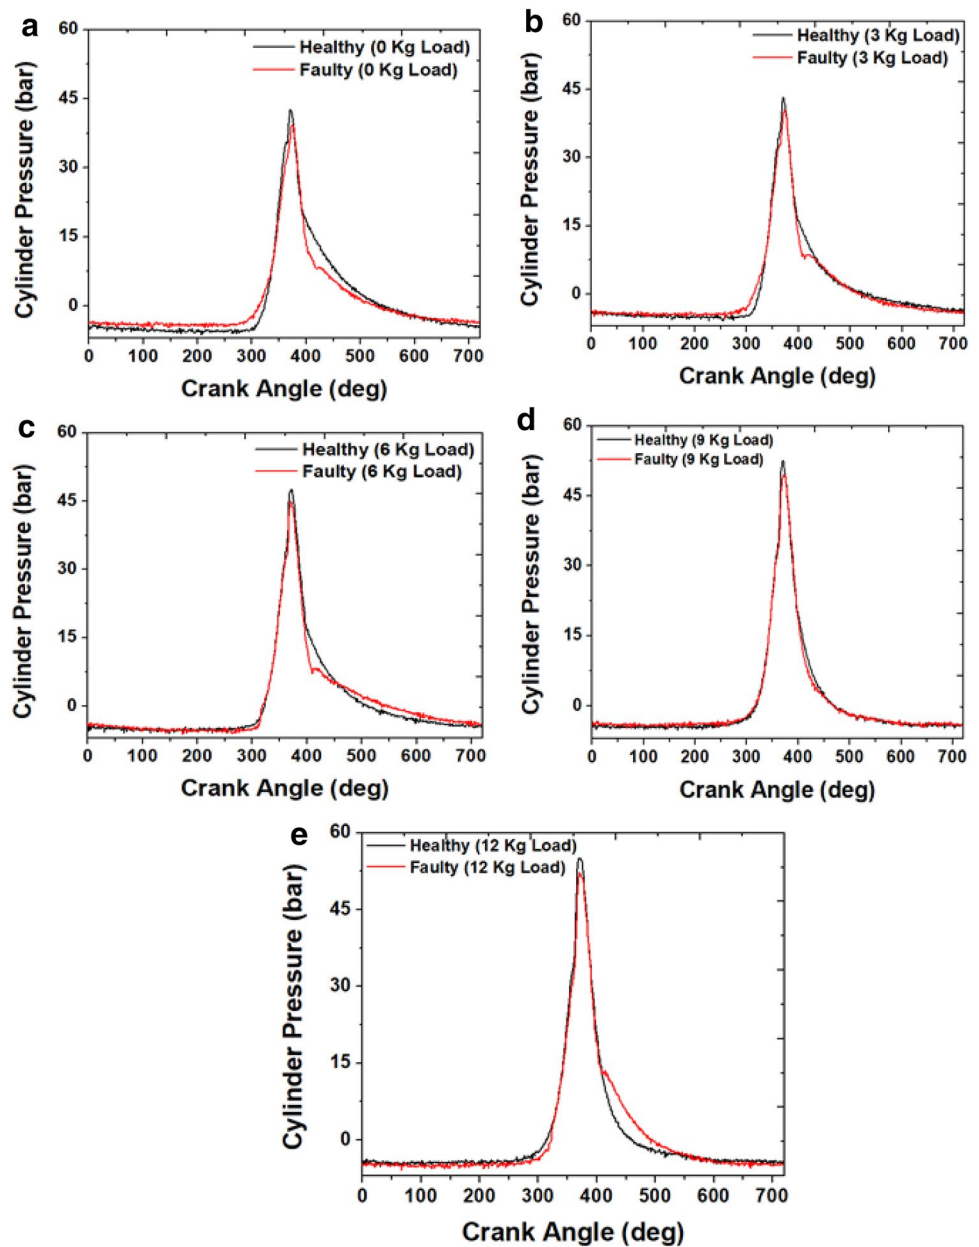 a
60
45
30
15
0
Cylinder Pressure (bar)
Healthy (0 Kg Load)
Faulty (0 Kg Load)
0 100 200 300 400 500 600 700
Crank Angle (deg)
b
60
45
30
15
0
Cylinder Pressure (bar)
Healthy (3 Kg Load)
Faulty (3 Kg Load)
0 100 200 300 400 500 600 700
Crank Angle (deg)
c
60
45
30
15
0
Cylinder Pressure (bar)
Healthy (6 Kg Load)
Faulty (6 Kg Load)
0 100 200 300 400 500 600 700
Crank Angle (deg)
d
60
45
30
15
0
Cylinder Pressure (bar)
Healthy (9 Kg Load)
Faulty (9 Kg Load)
0 100 200 300 400 500 600 700
Crank Angle (deg)
e
60
45
30
15
0
Cylinder Pressure (bar)
Healthy (12 Kg Load)
Faulty (12 Kg Load)
0 100 200 300 400 500 600 700
Crank Angle (deg)